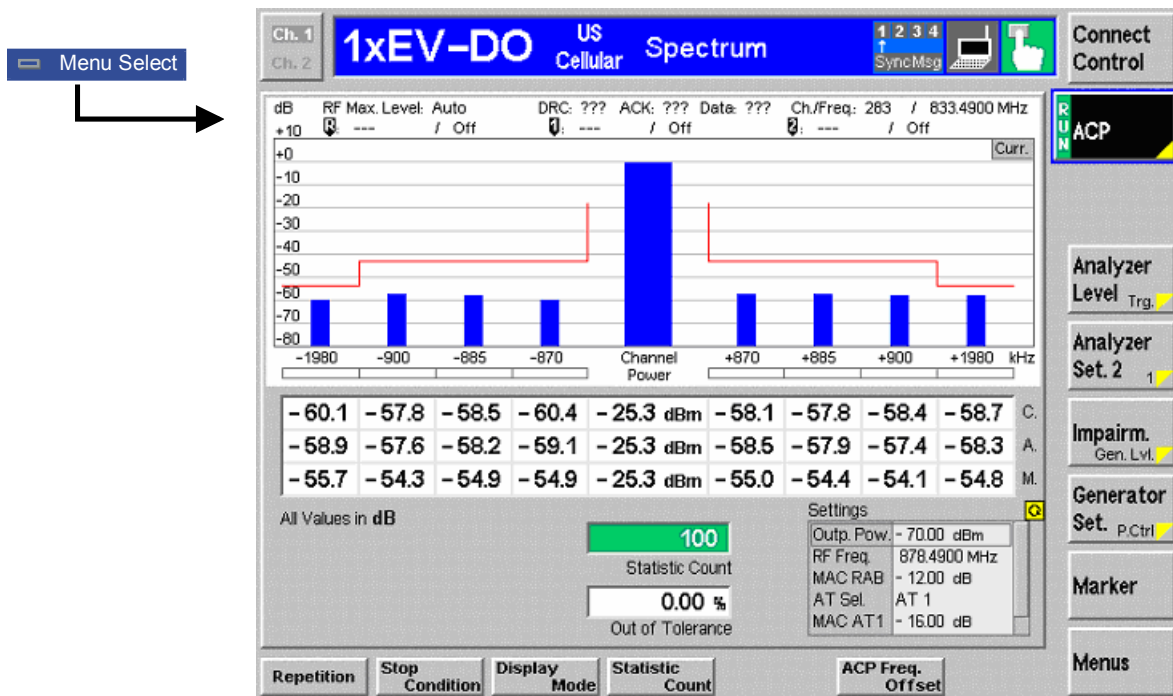 Menu Select
Ch. 1
Ch. 2
1xEV-DO US Cellular Spectrum
1 2 3 4
SyncMsg
Connect Control
dB RF Max. Level: Auto DRC: ??? ACK: ??? Data: ??? Ch./Freq.: 283 / 833.4900 MHz
+10 R: --- / Off 1: --- / Off 2: --- / Off
+0 Curr.
-10
-20
-30
-40
-50
-60
-70
-80
-1980 -900 -885 -870 Channel Power +870 +885 +900 +1980 kHz
-60.1 -57.8 -58.5 -60.4 -25.3 dBm -58.1 -57.8 -58.4 -58.7 C.
-58.9 -57.6 -58.2 -59.1 -25.3 dBm -58.5 -57.9 -57.4 -58.3 A.
-55.7 -54.3 -54.9 -54.9 -25.3 dBm -55.0 -54.4 -54.1 -54.8 M.
All Values in dB
100
Statistic Count
0.00 %
Out of Tolerance
Settings
Outp. Pow. -70.00 dBm
RF Freq. 878.4900 MHz
MAC RAB -12.00 dB
AT Sel. AT 1
MAC AT1 -16.00 dB
RUN
ACP
Analyzer Level Trg.
Analyzer Set. 2 1
Impairm. Gen. Lvl.
Generator Set. P.Ctrl
Marker
Menus
Repetition
Stop Condition
Display Mode
Statistic Count
ACP Freq. Offset